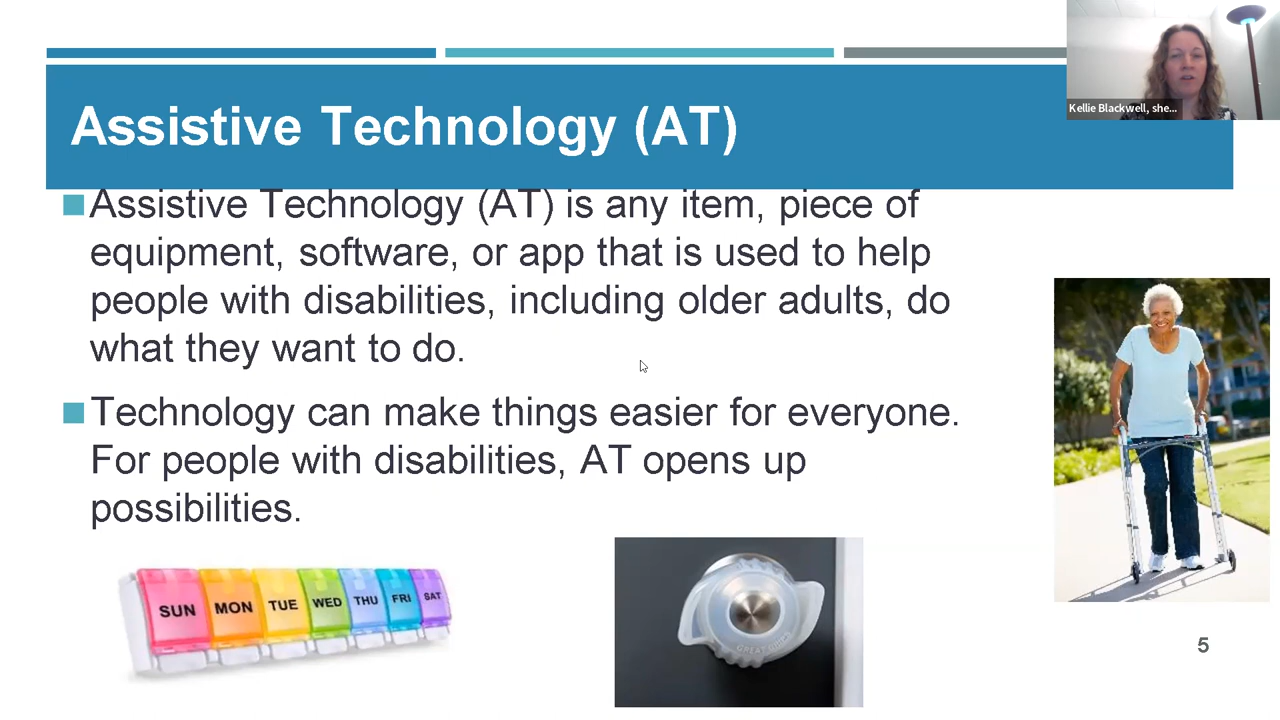 Assistive Technology (AT)
Kellie Blackwell, she...
Assistive Technology (AT) is any item, piece of
equipment, software, or app that is used to help
people with disabilities, including older adults, do
what they want to do.
Technology can make things easier for everyone.
For people with disabilities, AT opens up
possibilities.
SUN MON TUE WED THU FRI SAT
GREAT GRIPS
5